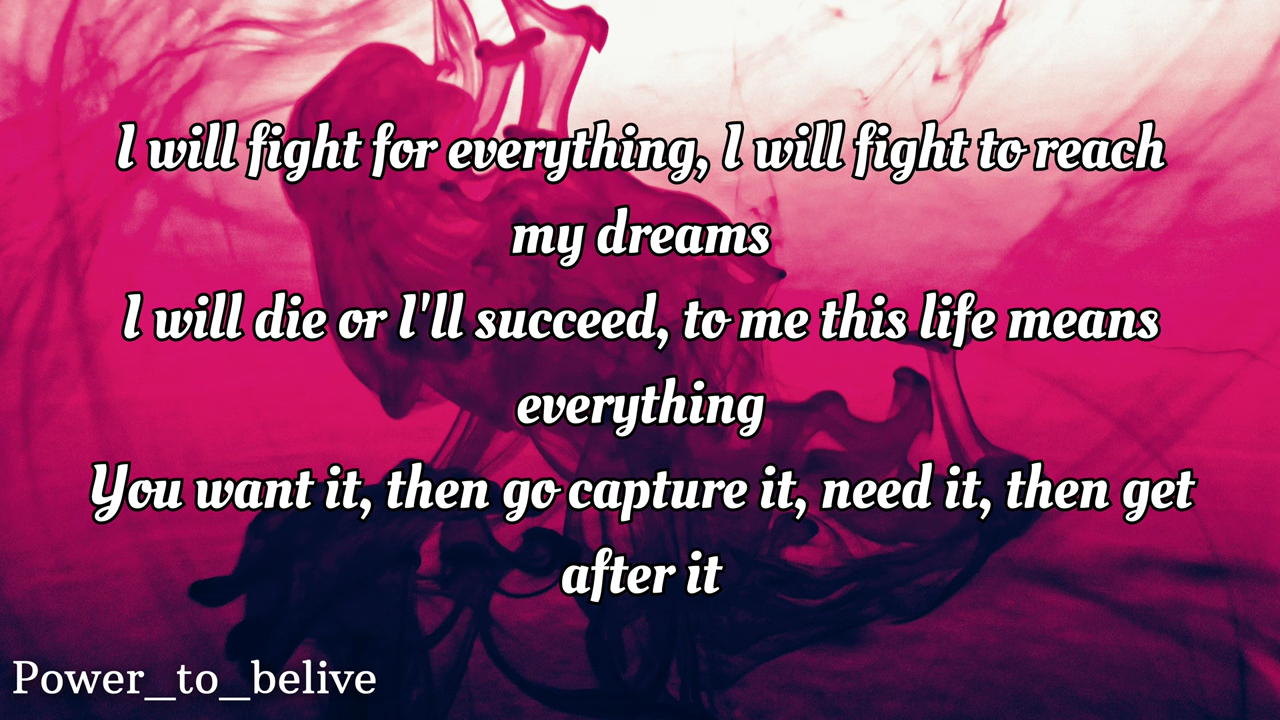 I will fight for everything, I will fight to reach
my dreams
I will die or I'll succeed, to me this life means
everything
You want it, then go capture it, need it, then get
after it
Power_to_belive